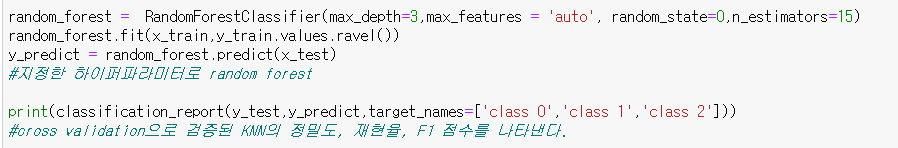 random_forest =  RandomForestClassifier(max_depth=3,max_features = 'auto', random_state=0,n_estimators=15)
random_forest.fit(x_train,y_train.values.ravel())
y_predict = random_forest.predict(x_test)
#지정한 하이퍼파라미터로 random forest
print(classification_report(y_test,y_predict,target_names=['class 0','class 1','class 2']))
#cross validation으로 검증된 KNN의 정밀도, 재현율, F1 점수를 나타낸다.